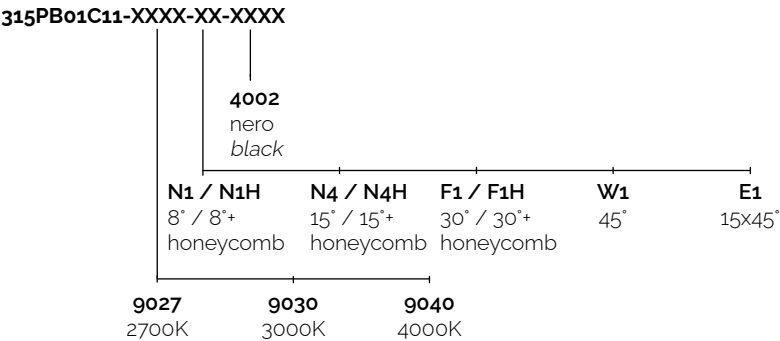 315PB01C11-XXXX-XX-XXXX
4002
nero
black
N1 / N1H N4 / N4H F1 / F1H W1 E1
8° / 8°+ 15° / 15°+ 30° / 30°+ 45° 15x45°
honeycomb honeycomb honeycomb
9027 9030 9040
2700K 3000K 4000K